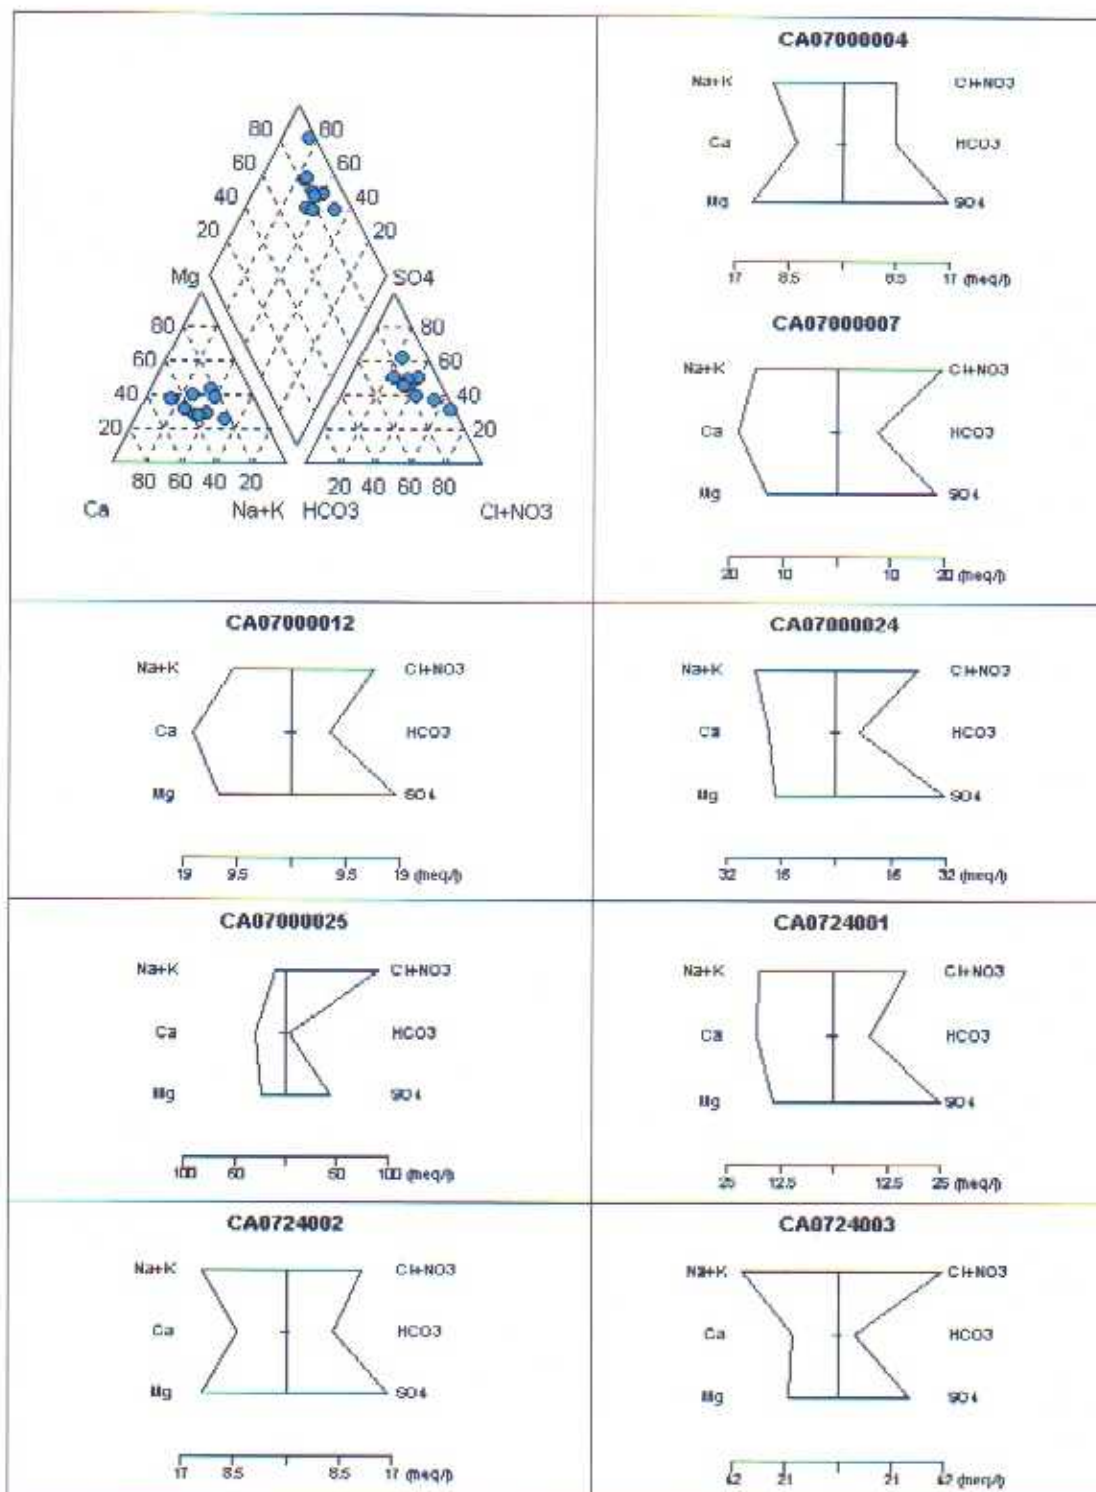 80 80
60 60
40 40
20 20
Mg SO4
80 80
60 60
40 40
20 20
80 60 40 20 20 40 60 80
Ca Na+K HCO3 Cl+NO3
CA07000004
Na+K Cl+NO3
Ca HCO3
Mg SO4
17 8.5 8.5 17 (meq/l)
CA07000007
Na+K Cl+NO3
Ca HCO3
Mg SO4
20 10 10 20 (meq/l)
CA07000012
Na+K Cl+NO3
Ca HCO3
Mg SO4
19 9.5 9.5 19 (meq/l)
CA07000024
Na+K Cl+NO3
Ca HCO3
Mg SO4
32 16 16 32 (meq/l)
CA07000025
Na+K Cl+NO3
Ca HCO3
Mg SO4
100 50 50 100 (meq/l)
CA0724001
Na+K Cl+NO3
Ca HCO3
Mg SO4
25 12.5 12.5 25 (meq/l)
CA0724002
Na+K Cl+NO3
Ca HCO3
Mg SO4
17 8.5 8.5 17 (meq/l)
CA0724003
Na+K Cl+NO3
Ca HCO3
Mg SO4
42 21 21 42 (meq/l)